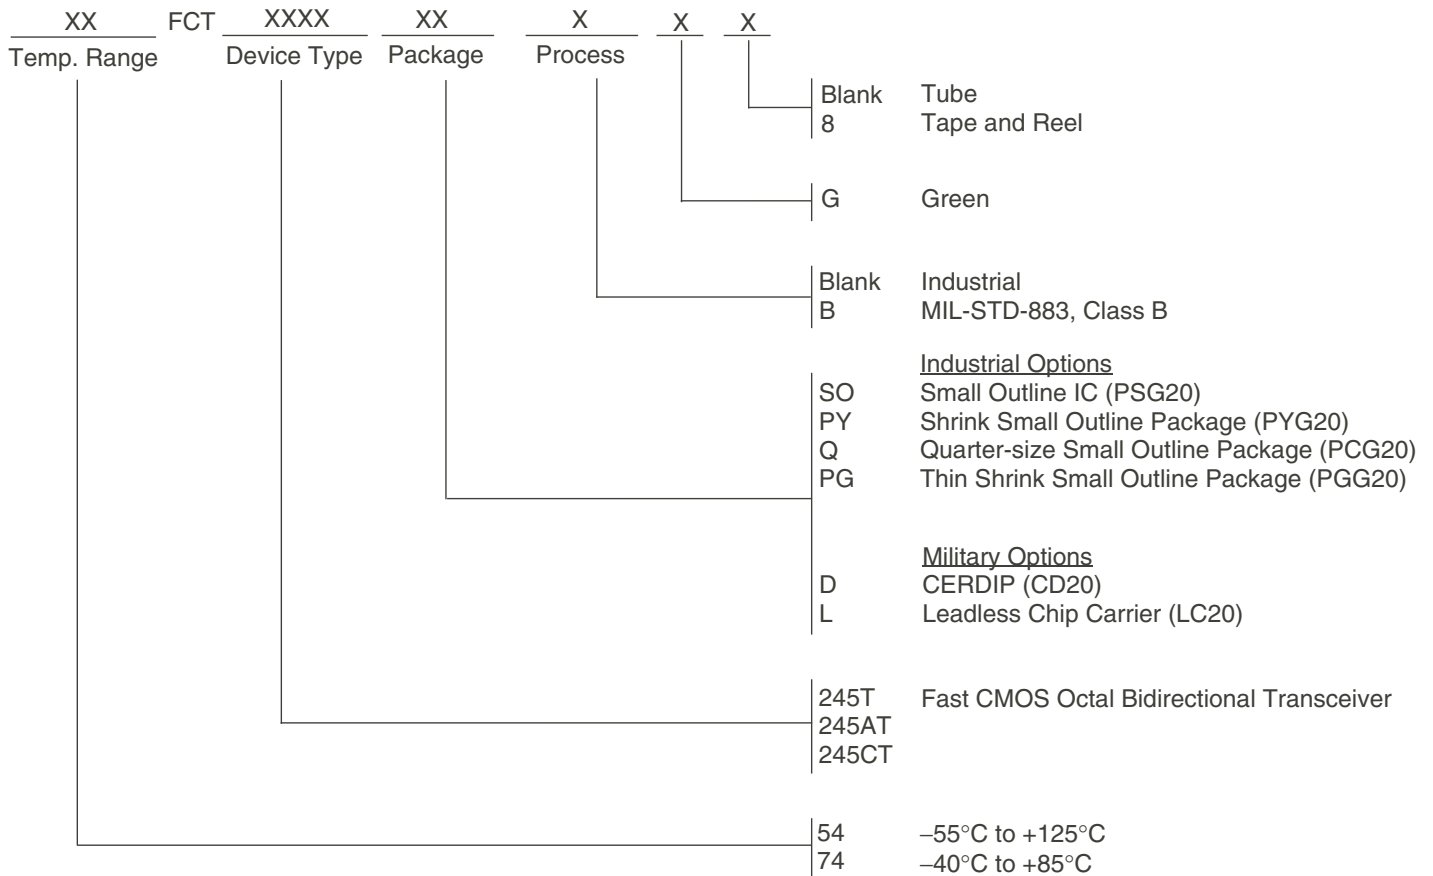 XX FCT XXXX XX X X X
Temp. Range Device Type Package Process
Blank Tube
8 Tape and Reel
G Green
Blank Industrial
B MIL-STD-883, Class B
Industrial Options
SO Small Outline IC (PSG20)
PY Shrink Small Outline Package (PYG20)
Q Quarter-size Small Outline Package (PCG20)
PG Thin Shrink Small Outline Package (PGG20)
Military Options
D CERDIP (CD20)
L Leadless Chip Carrier (LC20)
245T Fast CMOS Octal Bidirectional Transceiver
245AT
245CT
54 –55°C to +125°C
74 –40°C to +85°C